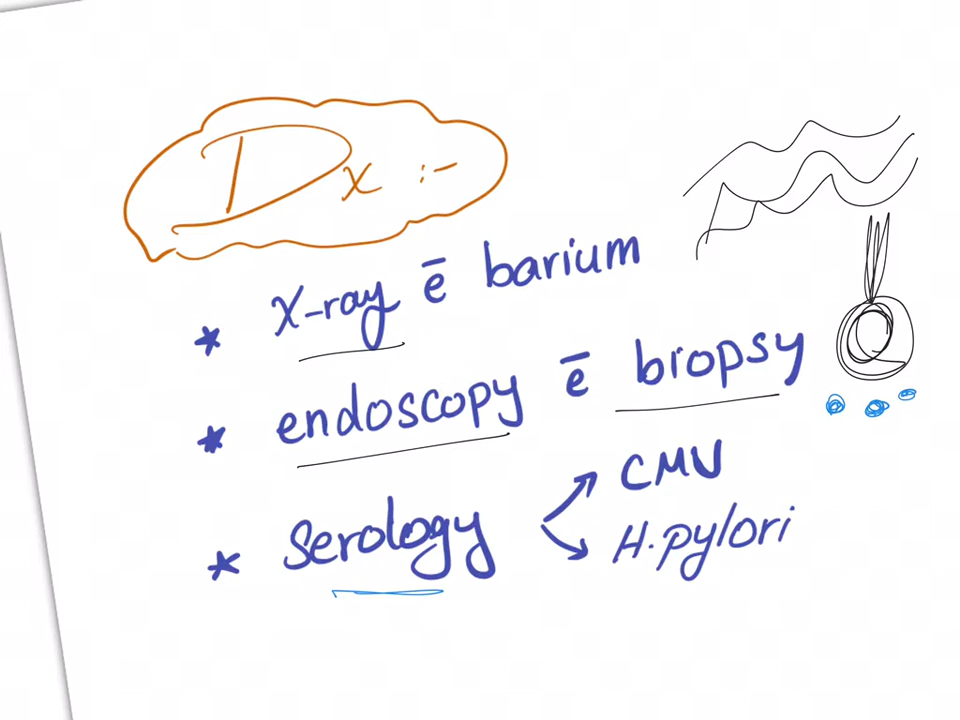 Dx :-
* X-ray ē barium
* endoscopy ē biopsy
* serology
CMV
H.pylori